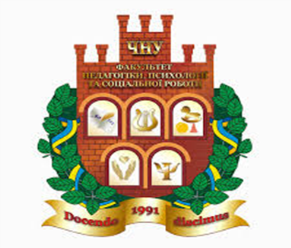 ЧНУ
ФАКУЛЬТЕТ
ПЕДАГОГІКИ, ПСИХОЛОГІЇ
ТА СОЦІАЛЬНОЇ РОБОТИ
Docendo 1991 discimus